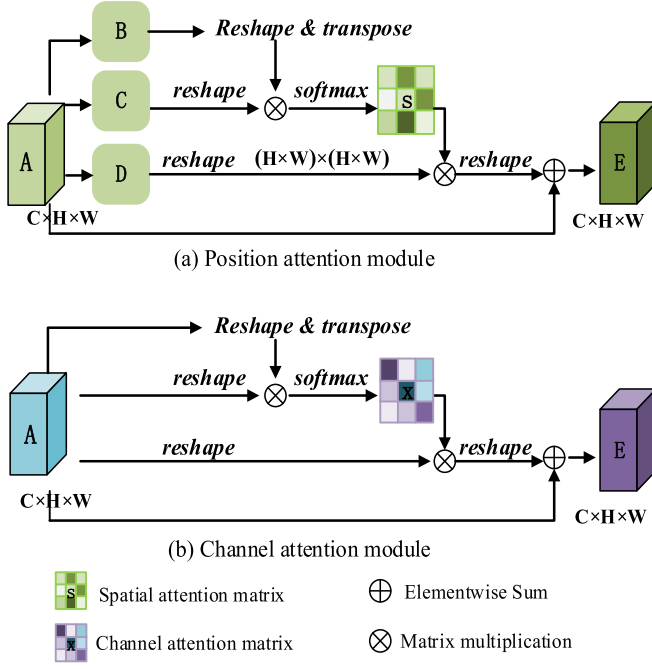 B Reshape & transpose
C reshape softmax S
A D reshape (H×W)×(H×W) reshape E
C×H×W C×H×W
(a) Position attention module
Reshape & transpose
reshape softmax X
A reshape reshape E
C×H×W C×H×W
(b) Channel attention module
S Spatial attention matrix Elementwise Sum
X Channel attention matrix Matrix multiplication